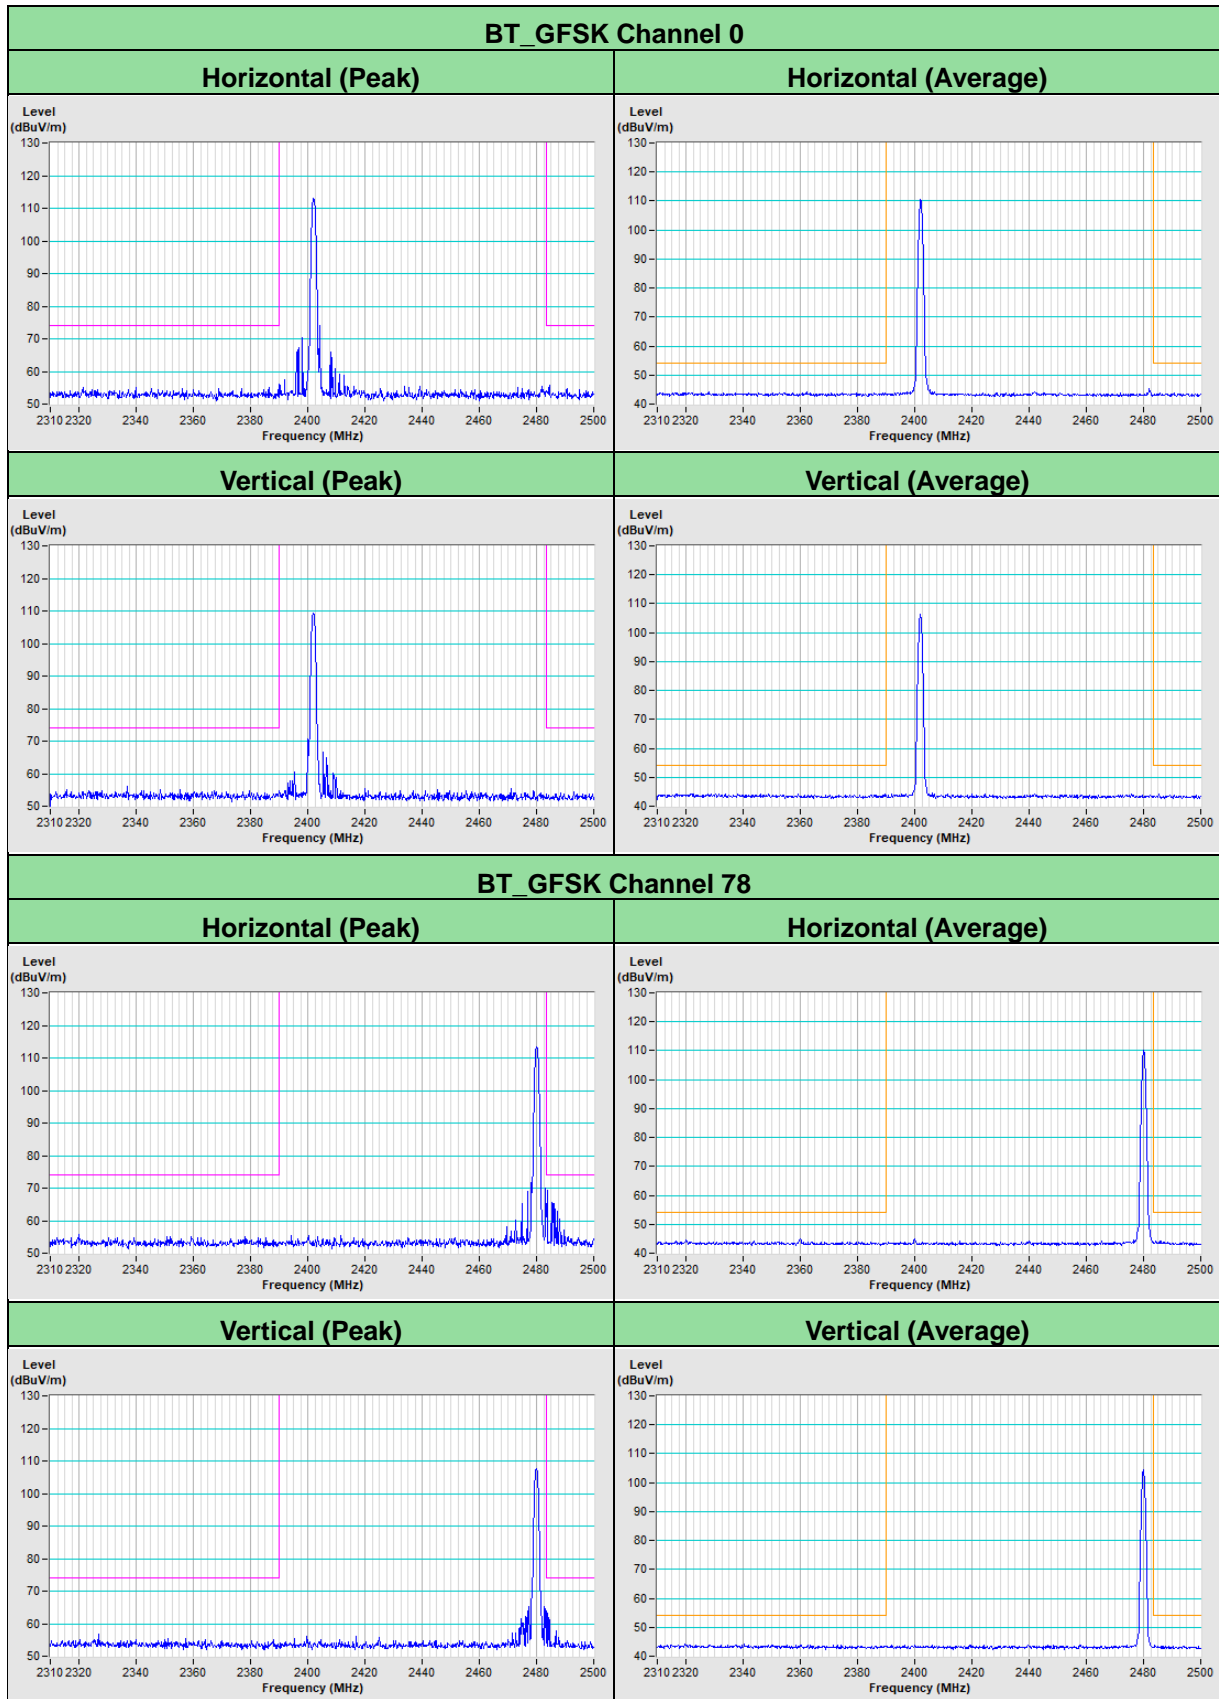 BT_GFSK Channel 0
Horizontal (Peak) Horizontal (Average)
Level Level
(dBuV/m) (dBuV/m)
130 130
120 120
110 110
100 100
90 90
80 80
70 70
60 60
50 50
40
2310 2320 2340 2360 2380 2400 2420 2440 2460 2480 2500 2310 2320 2340 2360 2380 2400 2420 2440 2460 2480 2500
Frequency (MHz) Frequency (MHz)
Vertical (Peak) Vertical (Average)
Level Level
(dBuV/m) (dBuV/m)
130 130
120 120
110 110
100 100
90 90
80 80
70 70
60 60
50 50
40
2310 2320 2340 2360 2380 2400 2420 2440 2460 2480 2500 2310 2320 2340 2360 2380 2400 2420 2440 2460 2480 2500
Frequency (MHz) Frequency (MHz)
BT_GFSK Channel 78
Horizontal (Peak) Horizontal (Average)
Level Level
(dBuV/m) (dBuV/m)
130 130
120 120
110 110
100 100
90 90
80 80
70 70
60 60
50 50
40
2310 2320 2340 2360 2380 2400 2420 2440 2460 2480 2500 2310 2320 2340 2360 2380 2400 2420 2440 2460 2480 2500
Frequency (MHz) Frequency (MHz)
Vertical (Peak) Vertical (Average)
Level Level
(dBuV/m) (dBuV/m)
130 130
120 120
110 110
100 100
90 90
80 80
70 70
60 60
50 50
40
2310 2320 2340 2360 2380 2400 2420 2440 2460 2480 2500 2310 2320 2340 2360 2380 2400 2420 2440 2460 2480 2500
Frequency (MHz) Frequency (MHz)